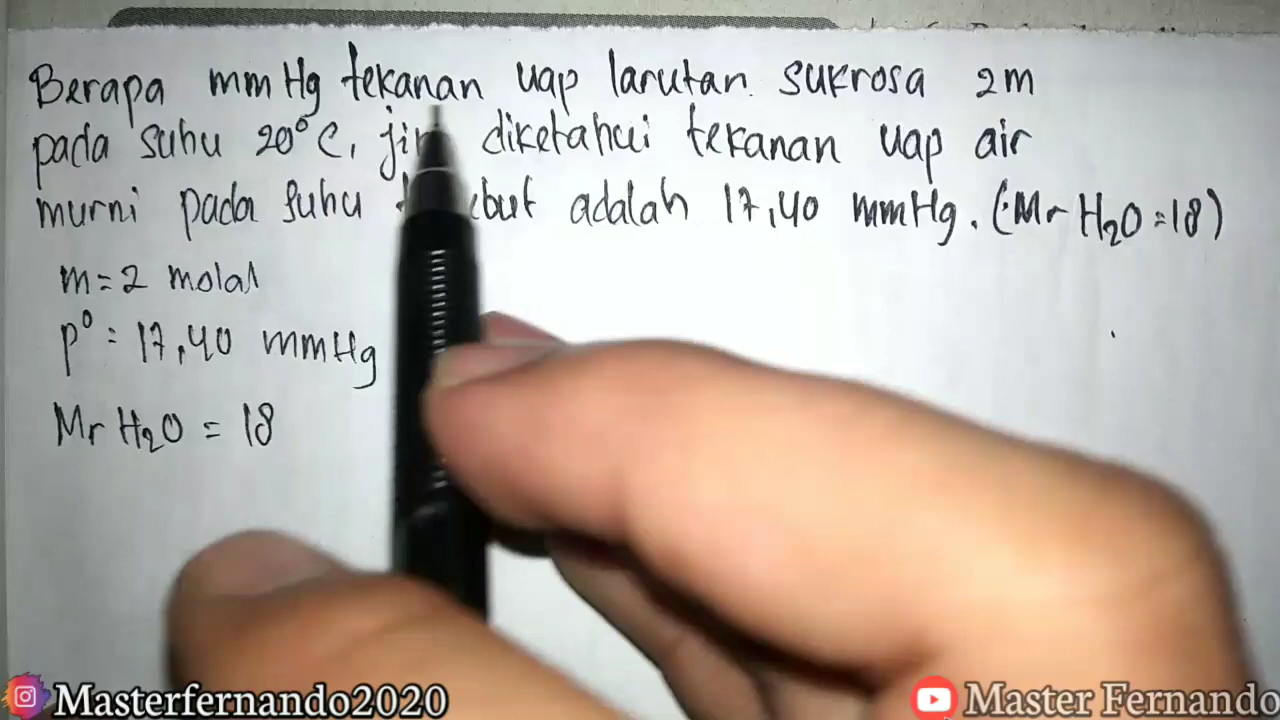 Berapa mmHg tekanan uap larutan sukrosa 2m
pada suhu 20°C, diketahui tekanan uap air
murni pada suhu adalah 17,40 mmHg. (Mr H₂O = 18)
m = 2 molal
P⁰ = 17,40 mmHg
Mr H₂O = 18
Masterfernando2020
Master Fernando